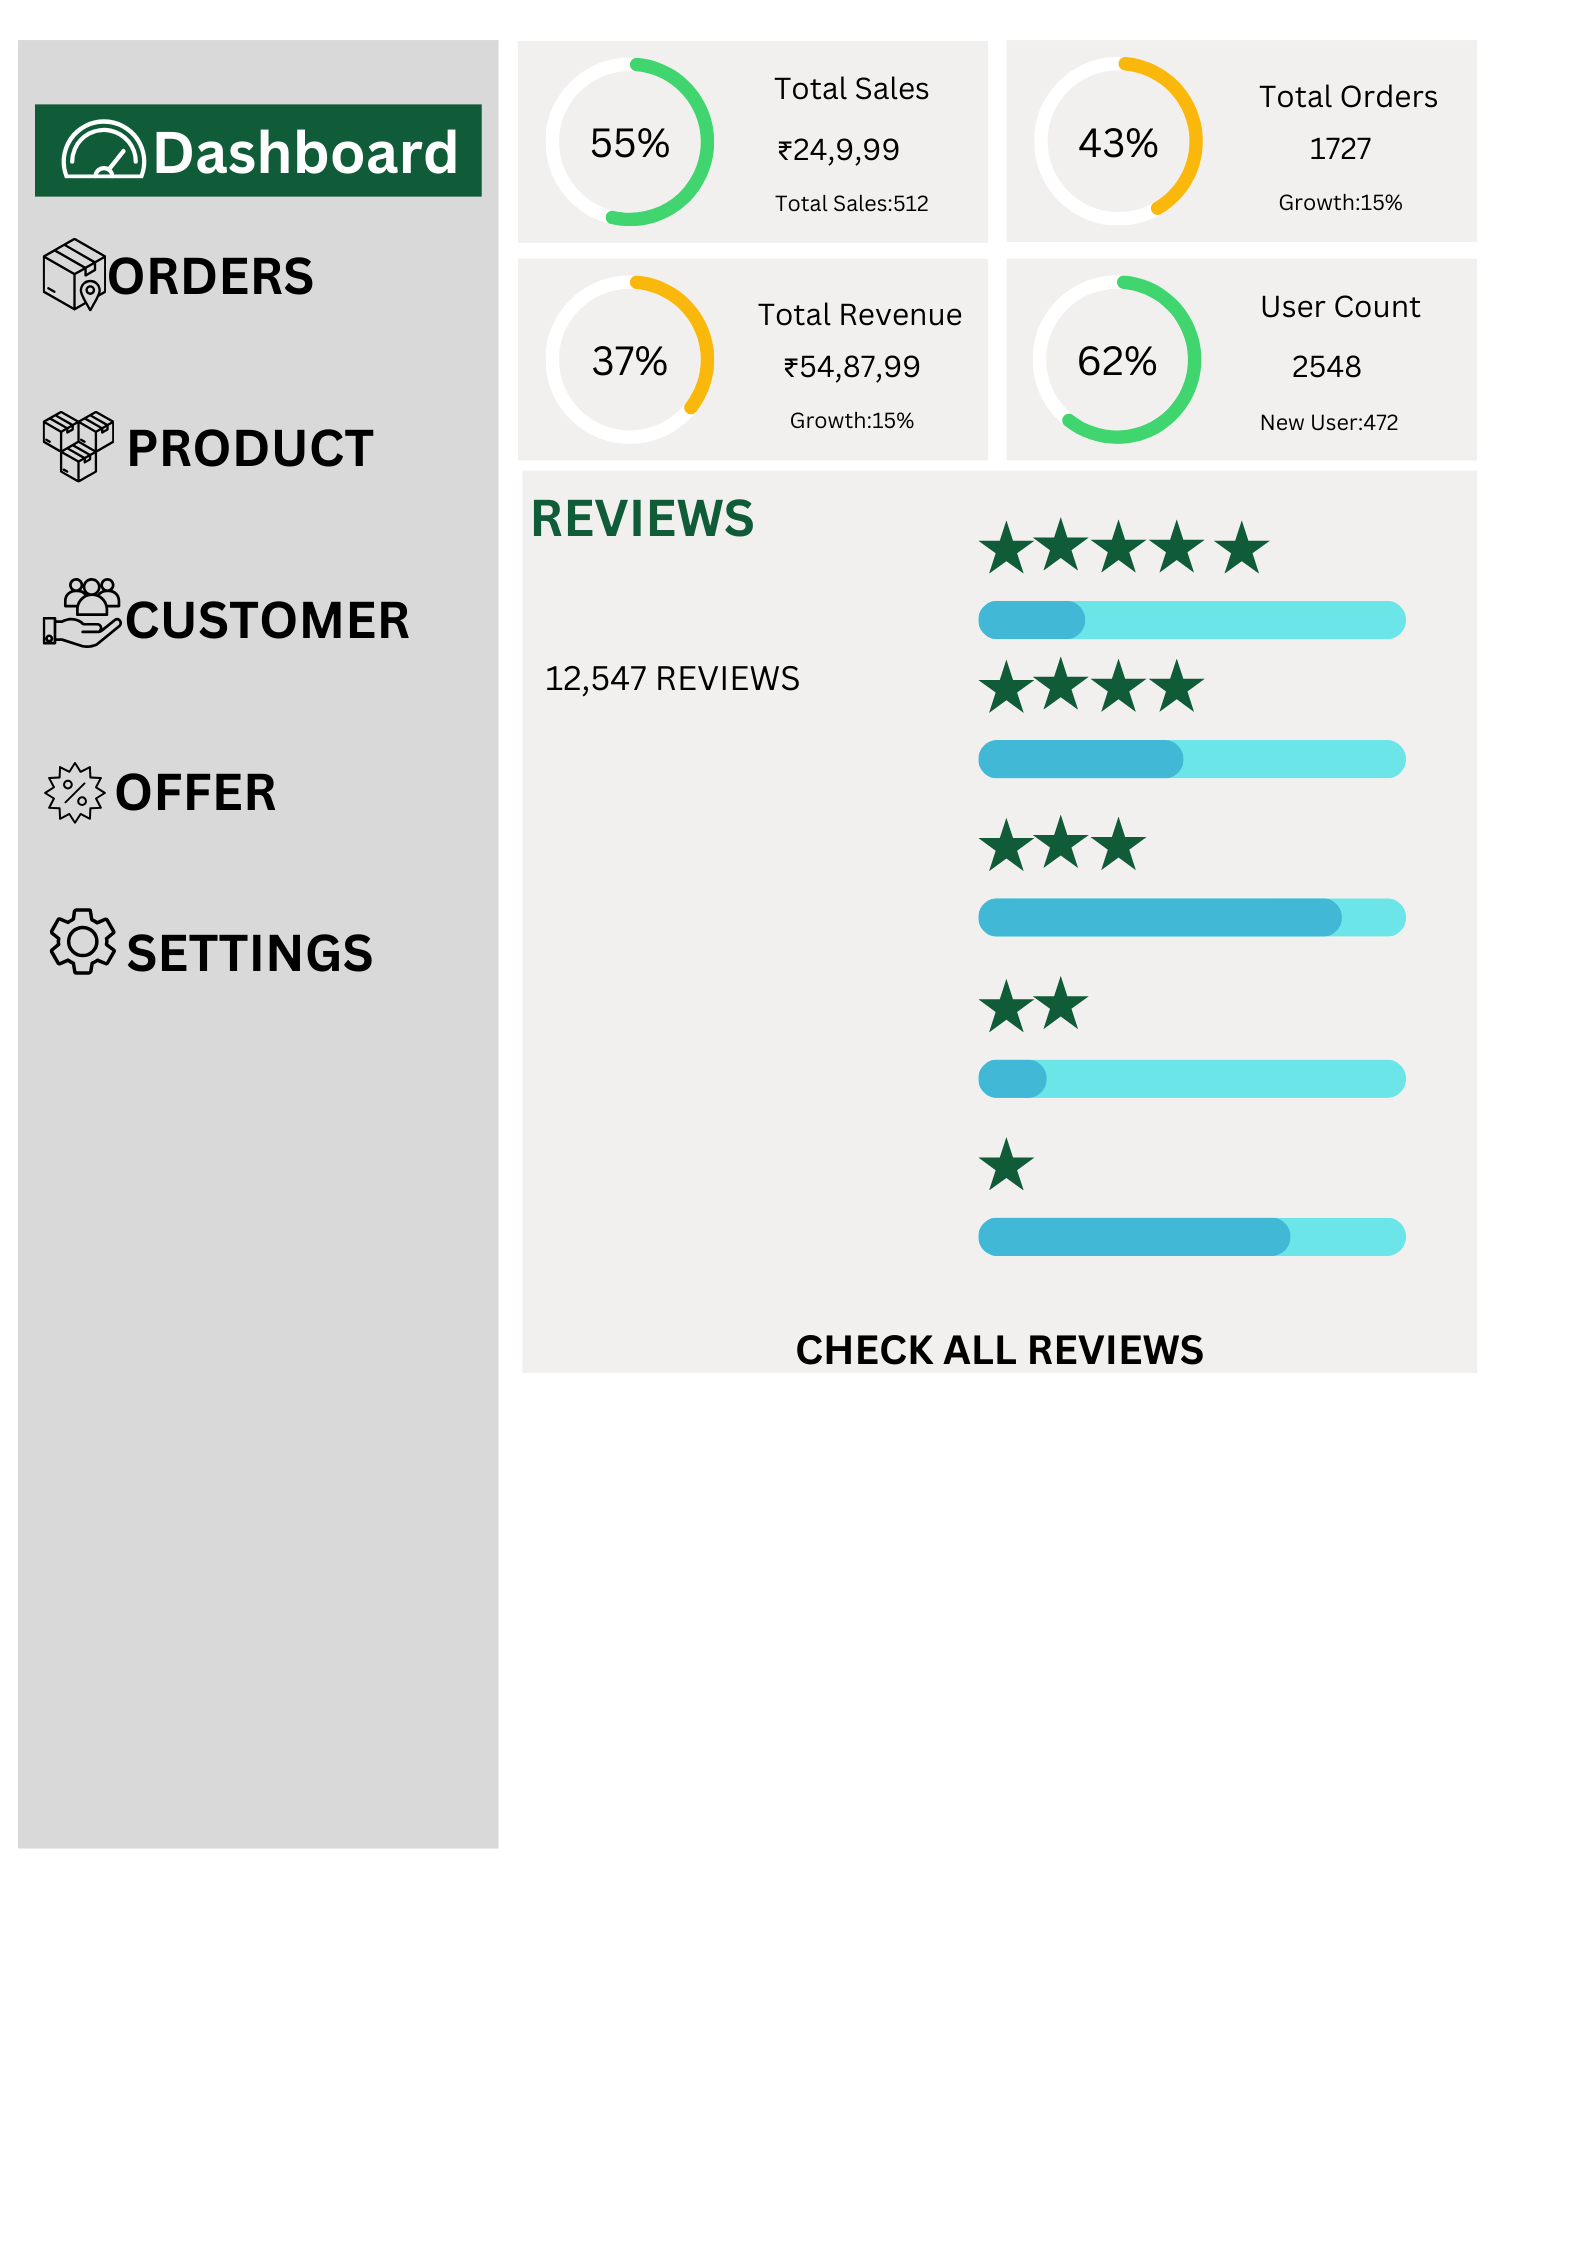 Dashboard
ORDERS
PRODUCT
CUSTOMER
OFFER
SETTINGS
55%
Total Sales
₹24,9,99
Total Sales:512
43%
Total Orders
1727
Growth:15%
37%
Total Revenue
₹54,87,99
Growth:15%
62%
User Count
2548
New User:472
REVIEWS
12,547 REVIEWS
CHECK ALL REVIEWS